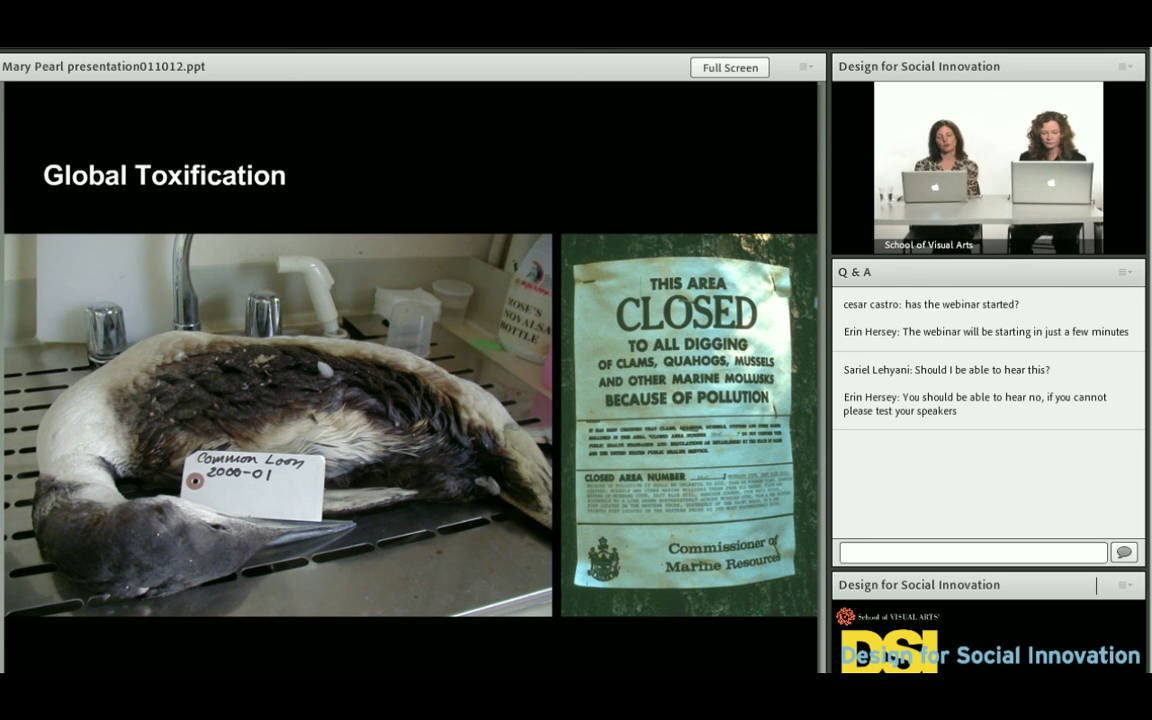 Mary Pearl presentation011012.ppt
Full Screen
Global Toxification
ROSE'S
BOTTLE
Common Loon
2000-01
THIS AREA
CLOSED
TO ALL DIGGING
OF CLAMS, QUAHOGS, MUSSELS
AND OTHER MARINE MOLLUSKS
BECAUSE OF POLLUTION
CLOSED AREA NUMBER
Commissioner of
Marine Resources
Design for Social Innovation
School of Visual Arts
Q & A
cesar castro: has the webinar started?
Erin Hersey: The webinar will be starting in just a few minutes
Sariel Lehyani: Should I be able to hear this?
Erin Hersey: You should be able to hear no, if you cannot
please test your speakers
Design for Social Innovation
School of VISUAL ARTS
DSI
Design for Social Innovation